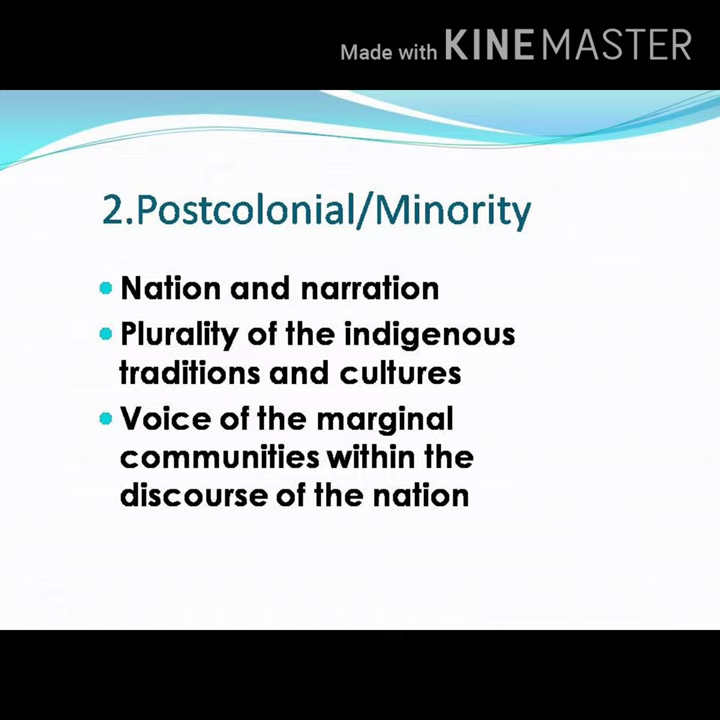 Made with KINEMASTER
2.Postcolonial/Minority
Nation and narration
Plurality of the indigenous
traditions and cultures
Voice of the marginal
communities within the
discourse of the nation